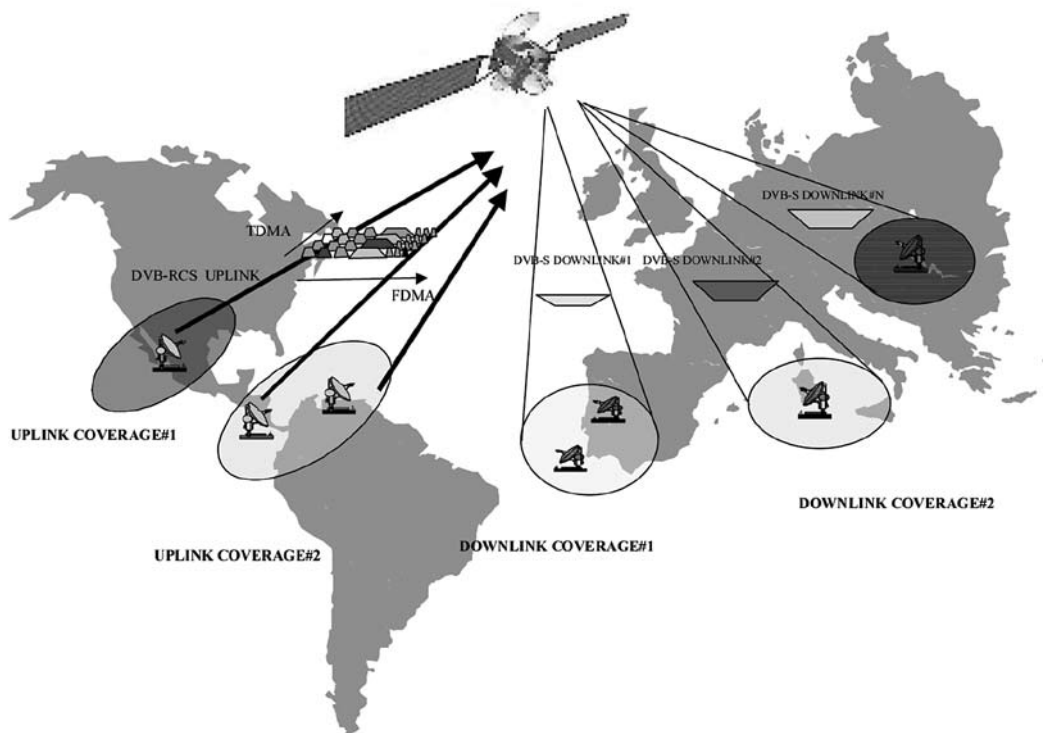 DVB-S DOWNLINK#N
TDMA
DVB-S DOWNLINK#1
DVB-S DOWNLINK#2
DVB-RCS UPLINK
FDMA
UPLINK COVERAGE#1
DOWNLINK COVERAGE#2
UPLINK COVERAGE#2
DOWNLINK COVERAGE#1